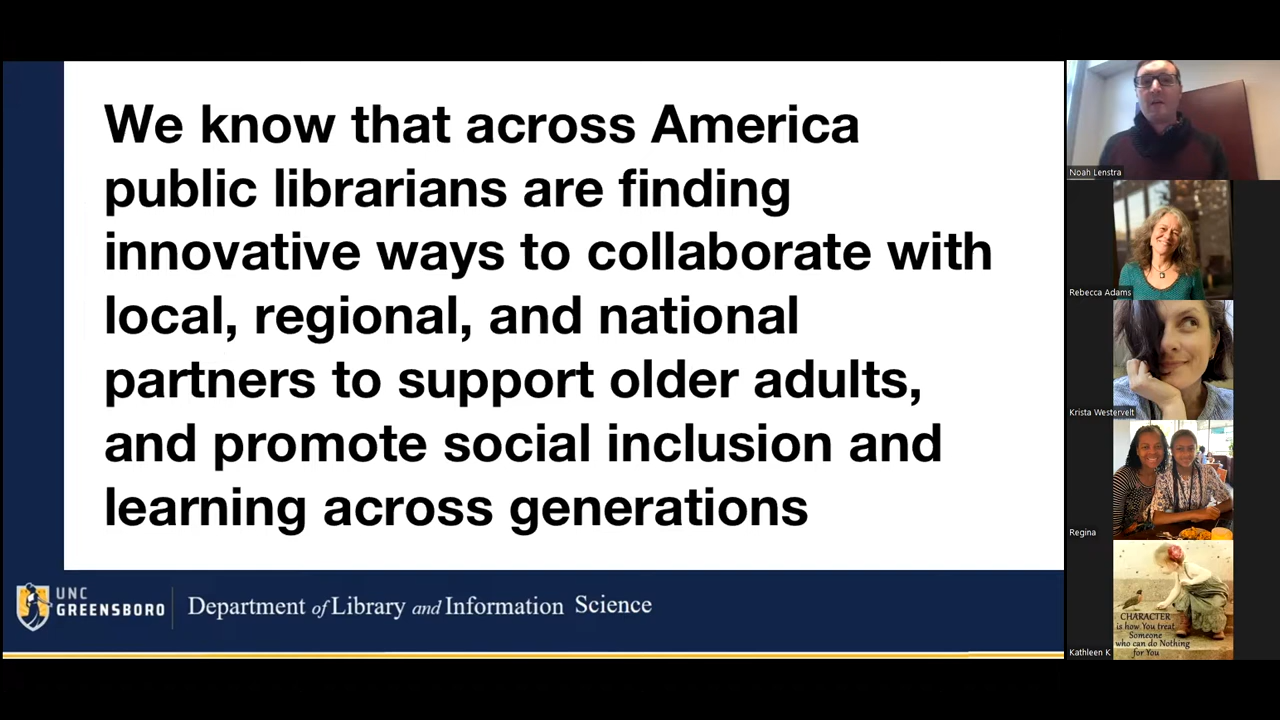 We know that across America
public librarians are finding
innovative ways to collaborate with
local, regional, and national
partners to support older adults,
and promote social inclusion and
learning across generations
UNC
GREENSBORO
Department of Library and Information Science
Noah Lenstra
Rebecca Adams
Krista Westervelt
Regina
CHARACTER
is how You treat
Someone
who can do Nothing
for You
Kathleen K